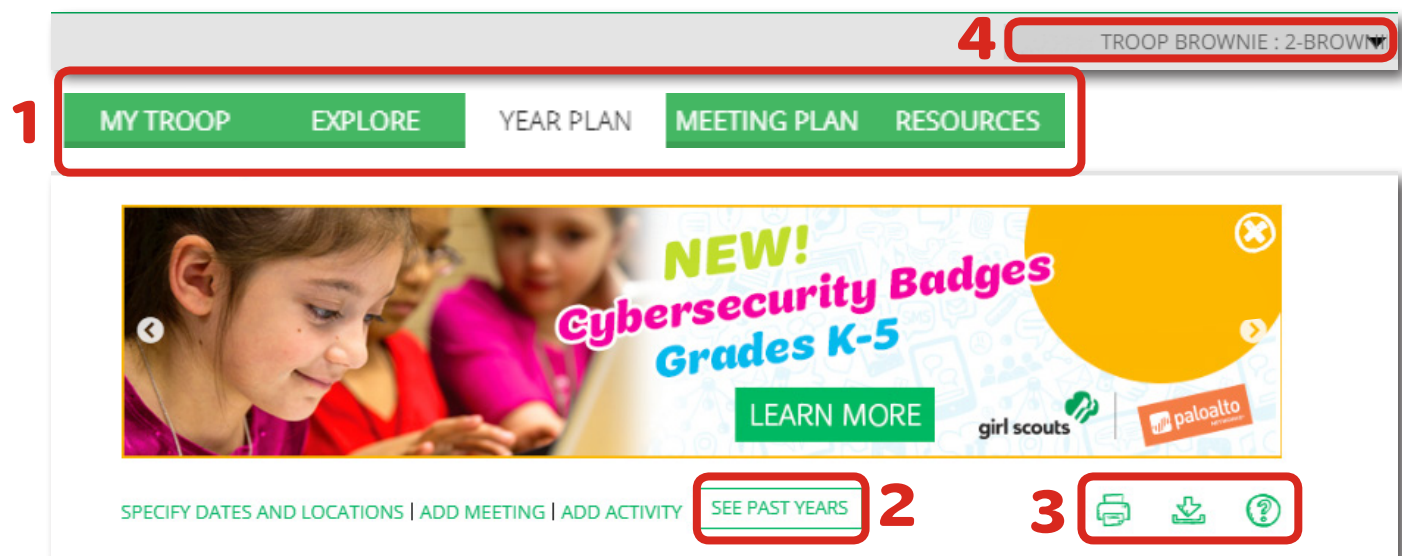 4
TROOP BROWNIE : 2-BROWNI
1
MY TROOP EXPLORE YEAR PLAN MEETING PLAN RESOURCES
NEW!
Cybersecurity Badges
Grades K-5
LEARN MORE
girl scouts
paloalto
SPECIFY DATES AND LOCATIONS | ADD MEETING | ADD ACTIVITY SEE PAST YEARS 2 3 ?